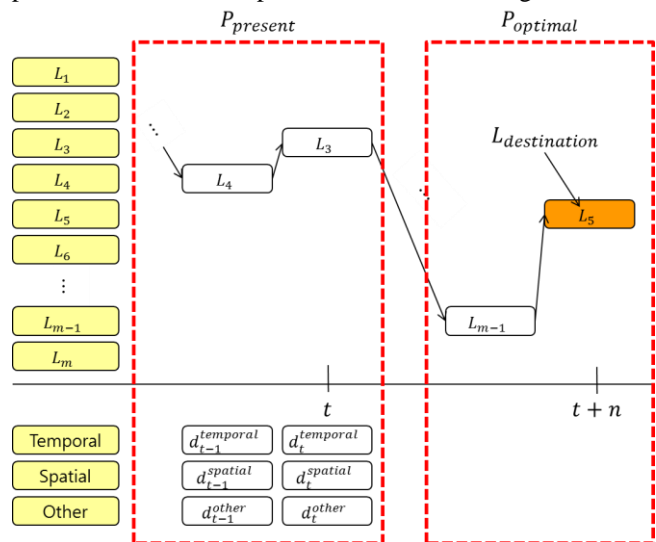 P_present P_optimal
L_1
L_2
L_3 L_3
L_destination
L_4 L_4
L_5 L_5
L_6
⋮
L_{m-1} L_{m-1}
L_m
t t + n
Temporal d_{t-1}^{temporal} d_t^{temporal}
Spatial d_{t-1}^{spatial} d_t^{spatial}
Other d_{t-1}^{other} d_t^{other}